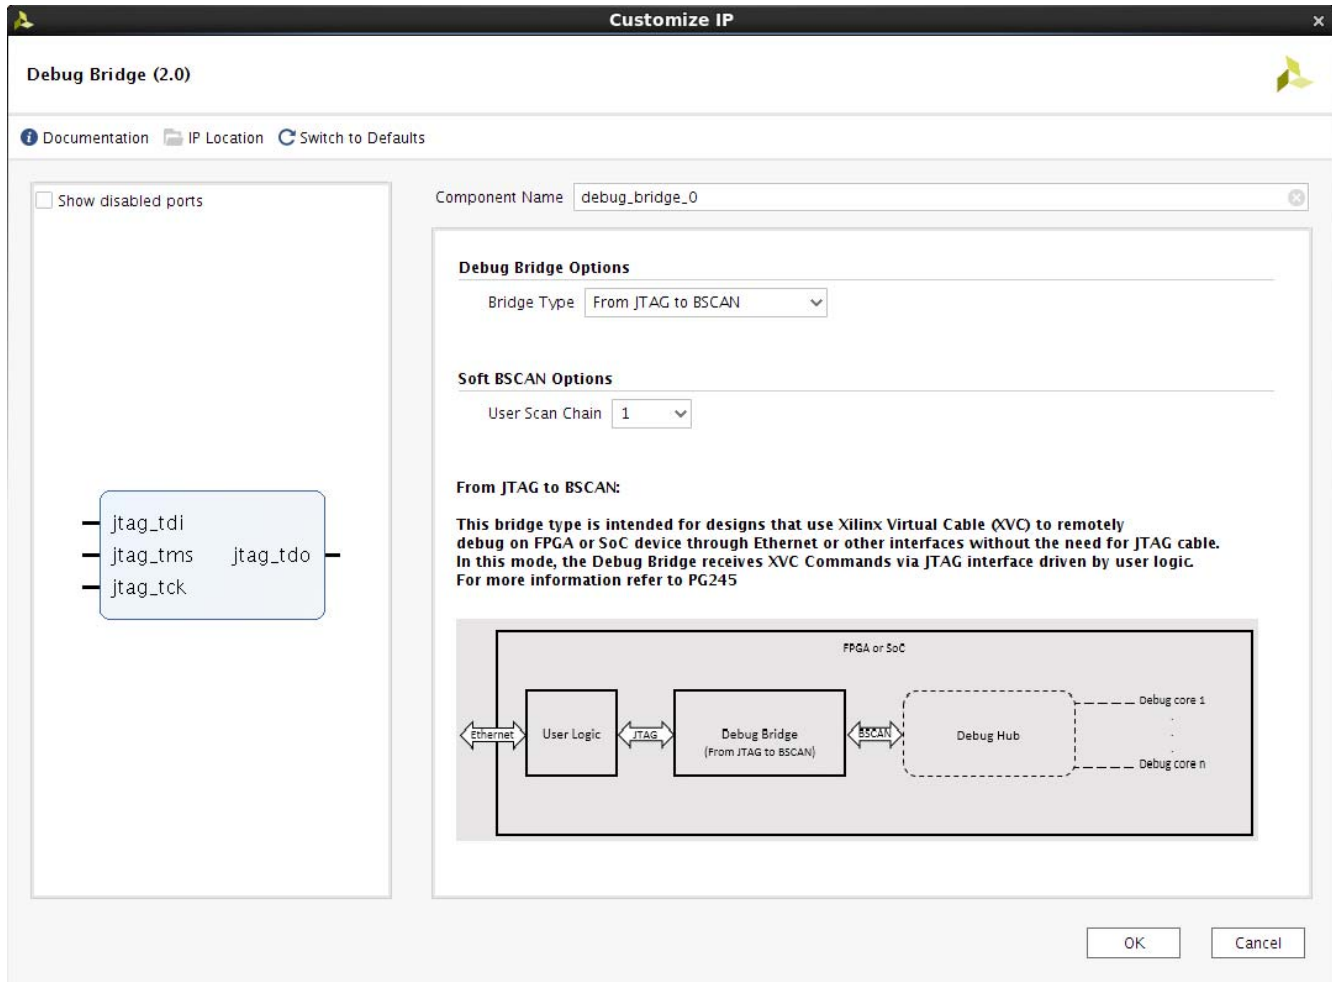 Customize IP
Debug Bridge (2.0)
Documentation IP Location Switch to Defaults
Show disabled ports
Component Name debug_bridge_0
Debug Bridge Options
Bridge Type From JTAG to BSCAN
Soft BSCAN Options
User Scan Chain 1
From JTAG to BSCAN:
This bridge type is intended for designs that use Xilinx Virtual Cable (XVC) to remotely
debug on FPGA or SoC device through Ethernet or other interfaces without the need for JTAG cable.
In this mode, the Debug Bridge receives XVC Commands via JTAG interface driven by user logic.
For more information refer to PG245
jtag_tdi
jtag_tms jtag_tdo
jtag_tck
FPGA or SoC
Ethernet User Logic JTAG Debug Bridge BSCAN Debug Hub
(From JTAG to BSCAN)
Debug core 1
Debug core n
OK Cancel